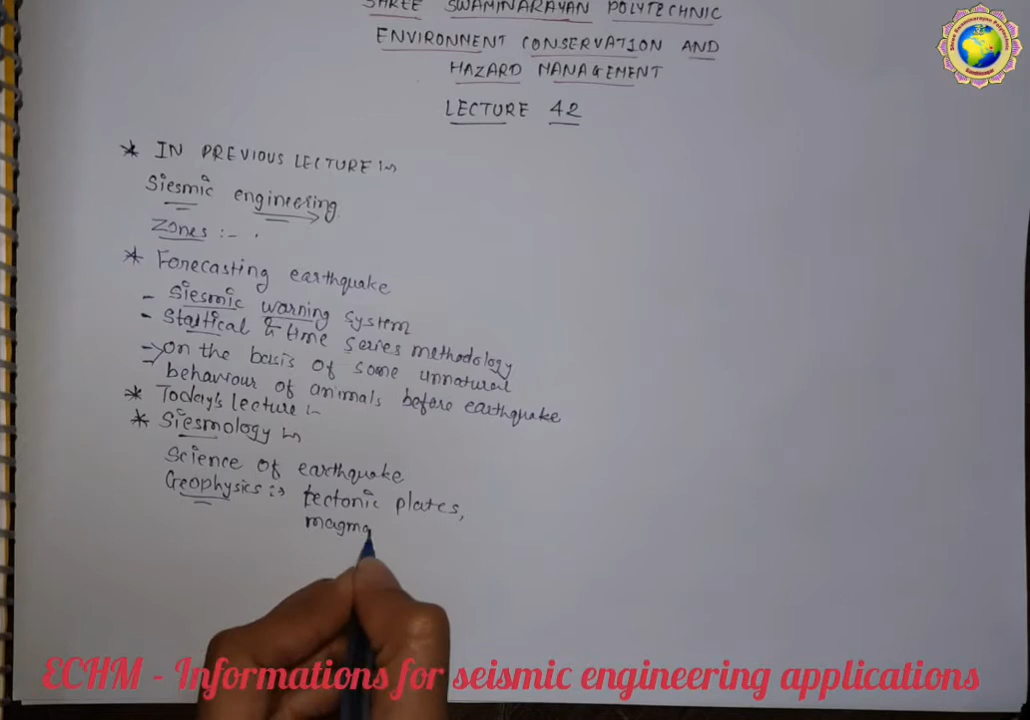 SHREE SWAMINARAYAN POLYTECHNIC
ENVIRONMENT CONSERVATION AND
HAZARD MANAGEMENT
LECTURE 42
* IN PREVIOUS LECTURE :~
Siesmic engineering
Zones :-
* Forecasting earthquake
- Siesmic warning system
- Stastical & time series methodology
-> on the basis of some unnatural
behaviour of animals before earthquake
* Today's lecture :~
* Siesmology :~
Science of earthquake
Geophysics :~ tectonic plates,
magma
ECHM - Informations for seismic engineering applications